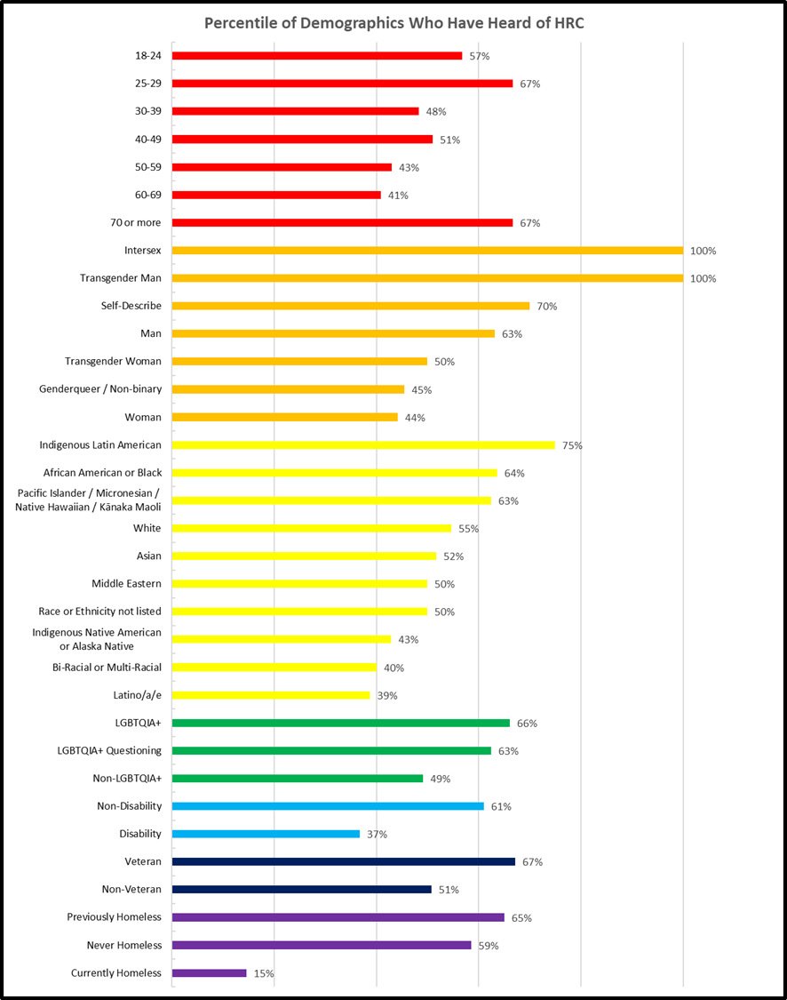 Percentile of Demographics Who Have Heard of HRC
18-24 57%
25-29 67%
30-39 48%
40-49 51%
50-59 43%
60-69 41%
70 or more 67%
Intersex 100%
Transgender Man 100%
Self-Describe 70%
Man 63%
Transgender Woman 50%
Genderqueer / Non-binary 45%
Woman 44%
Indigenous Latin American 75%
African American or Black 64%
Pacific Islander / Micronesian /
Native Hawaiian / Kānaka Maoli 63%
White 55%
Asian 52%
Middle Eastern 50%
Race or Ethnicity not listed 50%
Indigenous Native American
or Alaska Native 43%
Bi-Racial or Multi-Racial 40%
Latino/a/e 39%
LGBTQIA+ 66%
LGBTQIA+ Questioning 63%
Non-LGBTQIA+ 49%
Non-Disability 61%
Disability 37%
Veteran 67%
Non-Veteran 51%
Previously Homeless 65%
Never Homeless 59%
Currently Homeless 15%